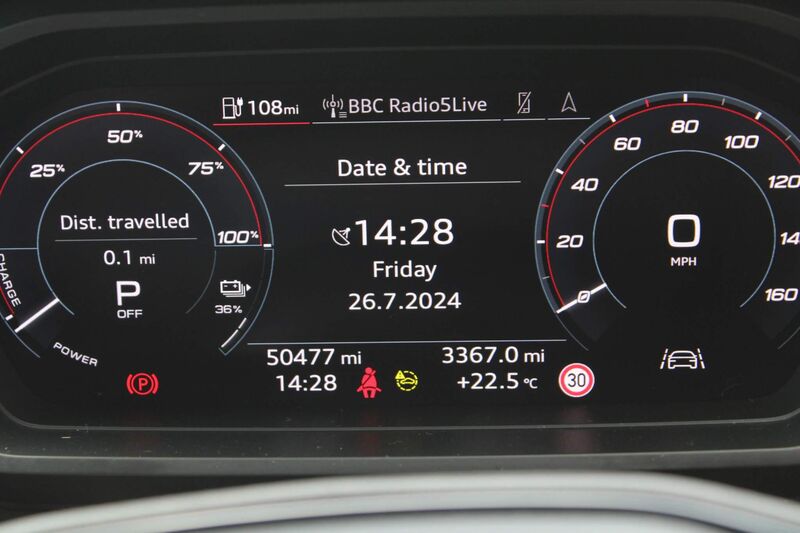 108mi
BBC Radio5Live
25%
50%
75%
100%
CHARGE
POWER
Dist. travelled
0.1 mi
P
OFF
36%
Date & time
14:28
Friday
26.7.2024
0
20
40
60
80
100
120
14
160
0
MPH
50477 mi
3367.0 mi
14:28
+22.5 °C
P
30